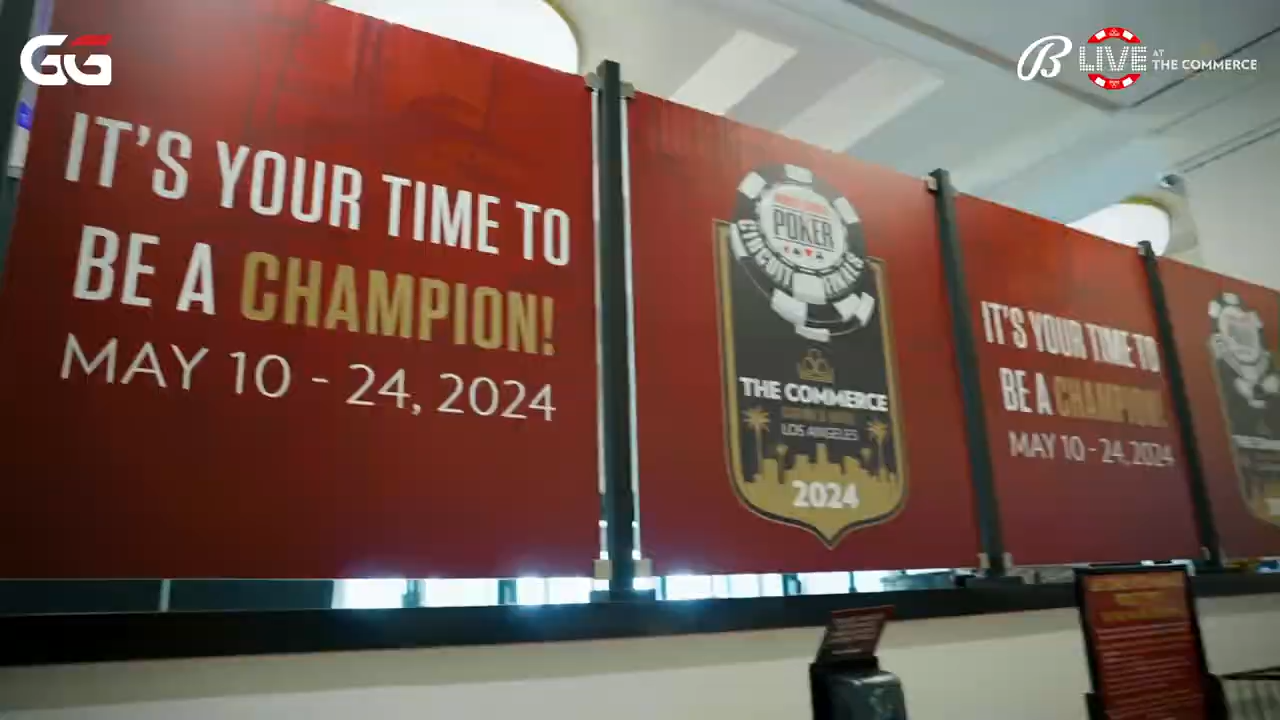 GG
B LIVE AT THE COMMERCE
IT'S YOUR TIME TO
BE A CHAMPION!
MAY 10 - 24, 2024
POKER
CIRCUIT
THE COMMERCE
LOS ANGELES
2024
IT'S YOUR TIME TO
BE A CHAMPION!
MAY 10 - 24, 2024